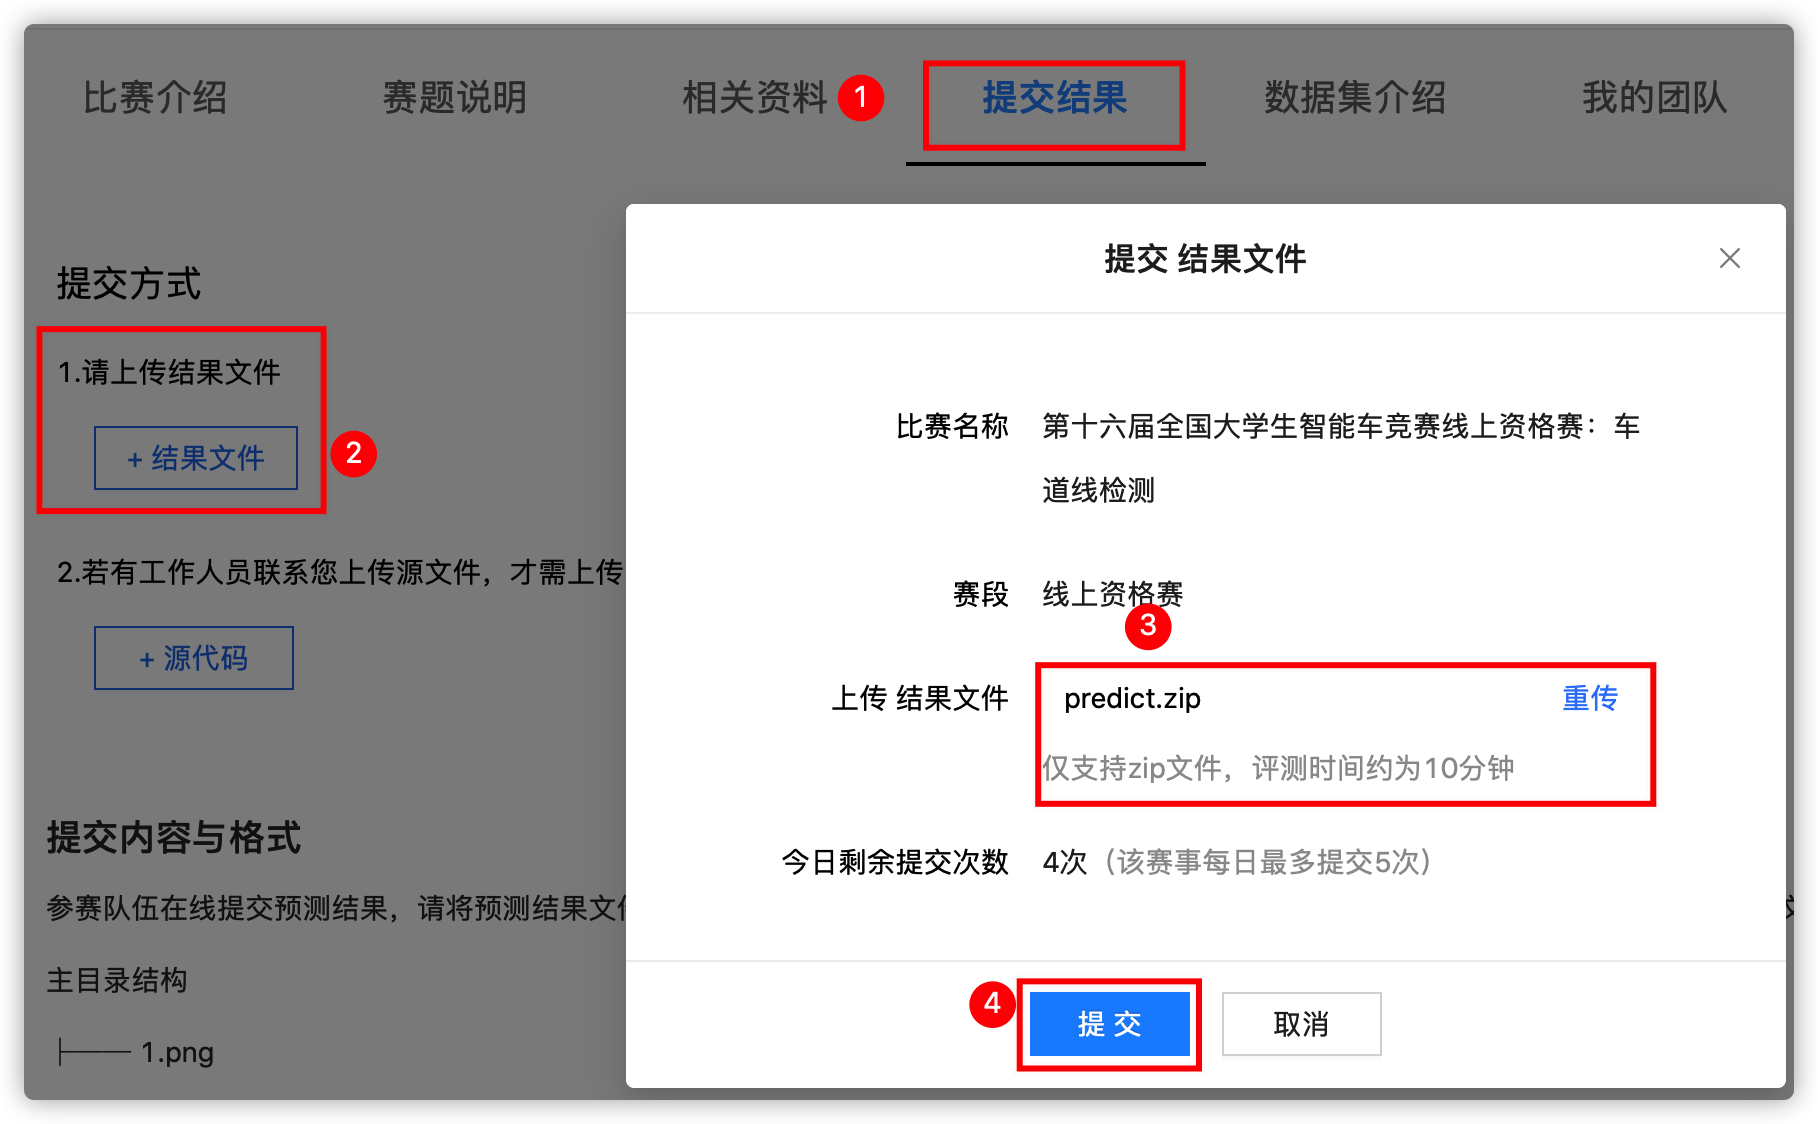 比赛介绍 赛题说明 相关资料 1 提交结果 数据集介绍 我的团队
提交方式
1.请上传结果文件
+ 结果文件
2
2.若有工作人员联系您上传源文件，才需上传
+ 源代码
提交内容与格式
参赛队伍在线提交预测结果，请将预测结果文
主目录结构
├─── 1.png
提交 结果文件
比赛名称 第十六届全国大学生智能车竞赛线上资格赛：车
道线检测
赛段 线上资格赛
3
上传 结果文件 predict.zip 重传
仅支持zip文件，评测时间约为10分钟
今日剩余提交次数 4次（该赛事每日最多提交5次）
4 提 交 取消